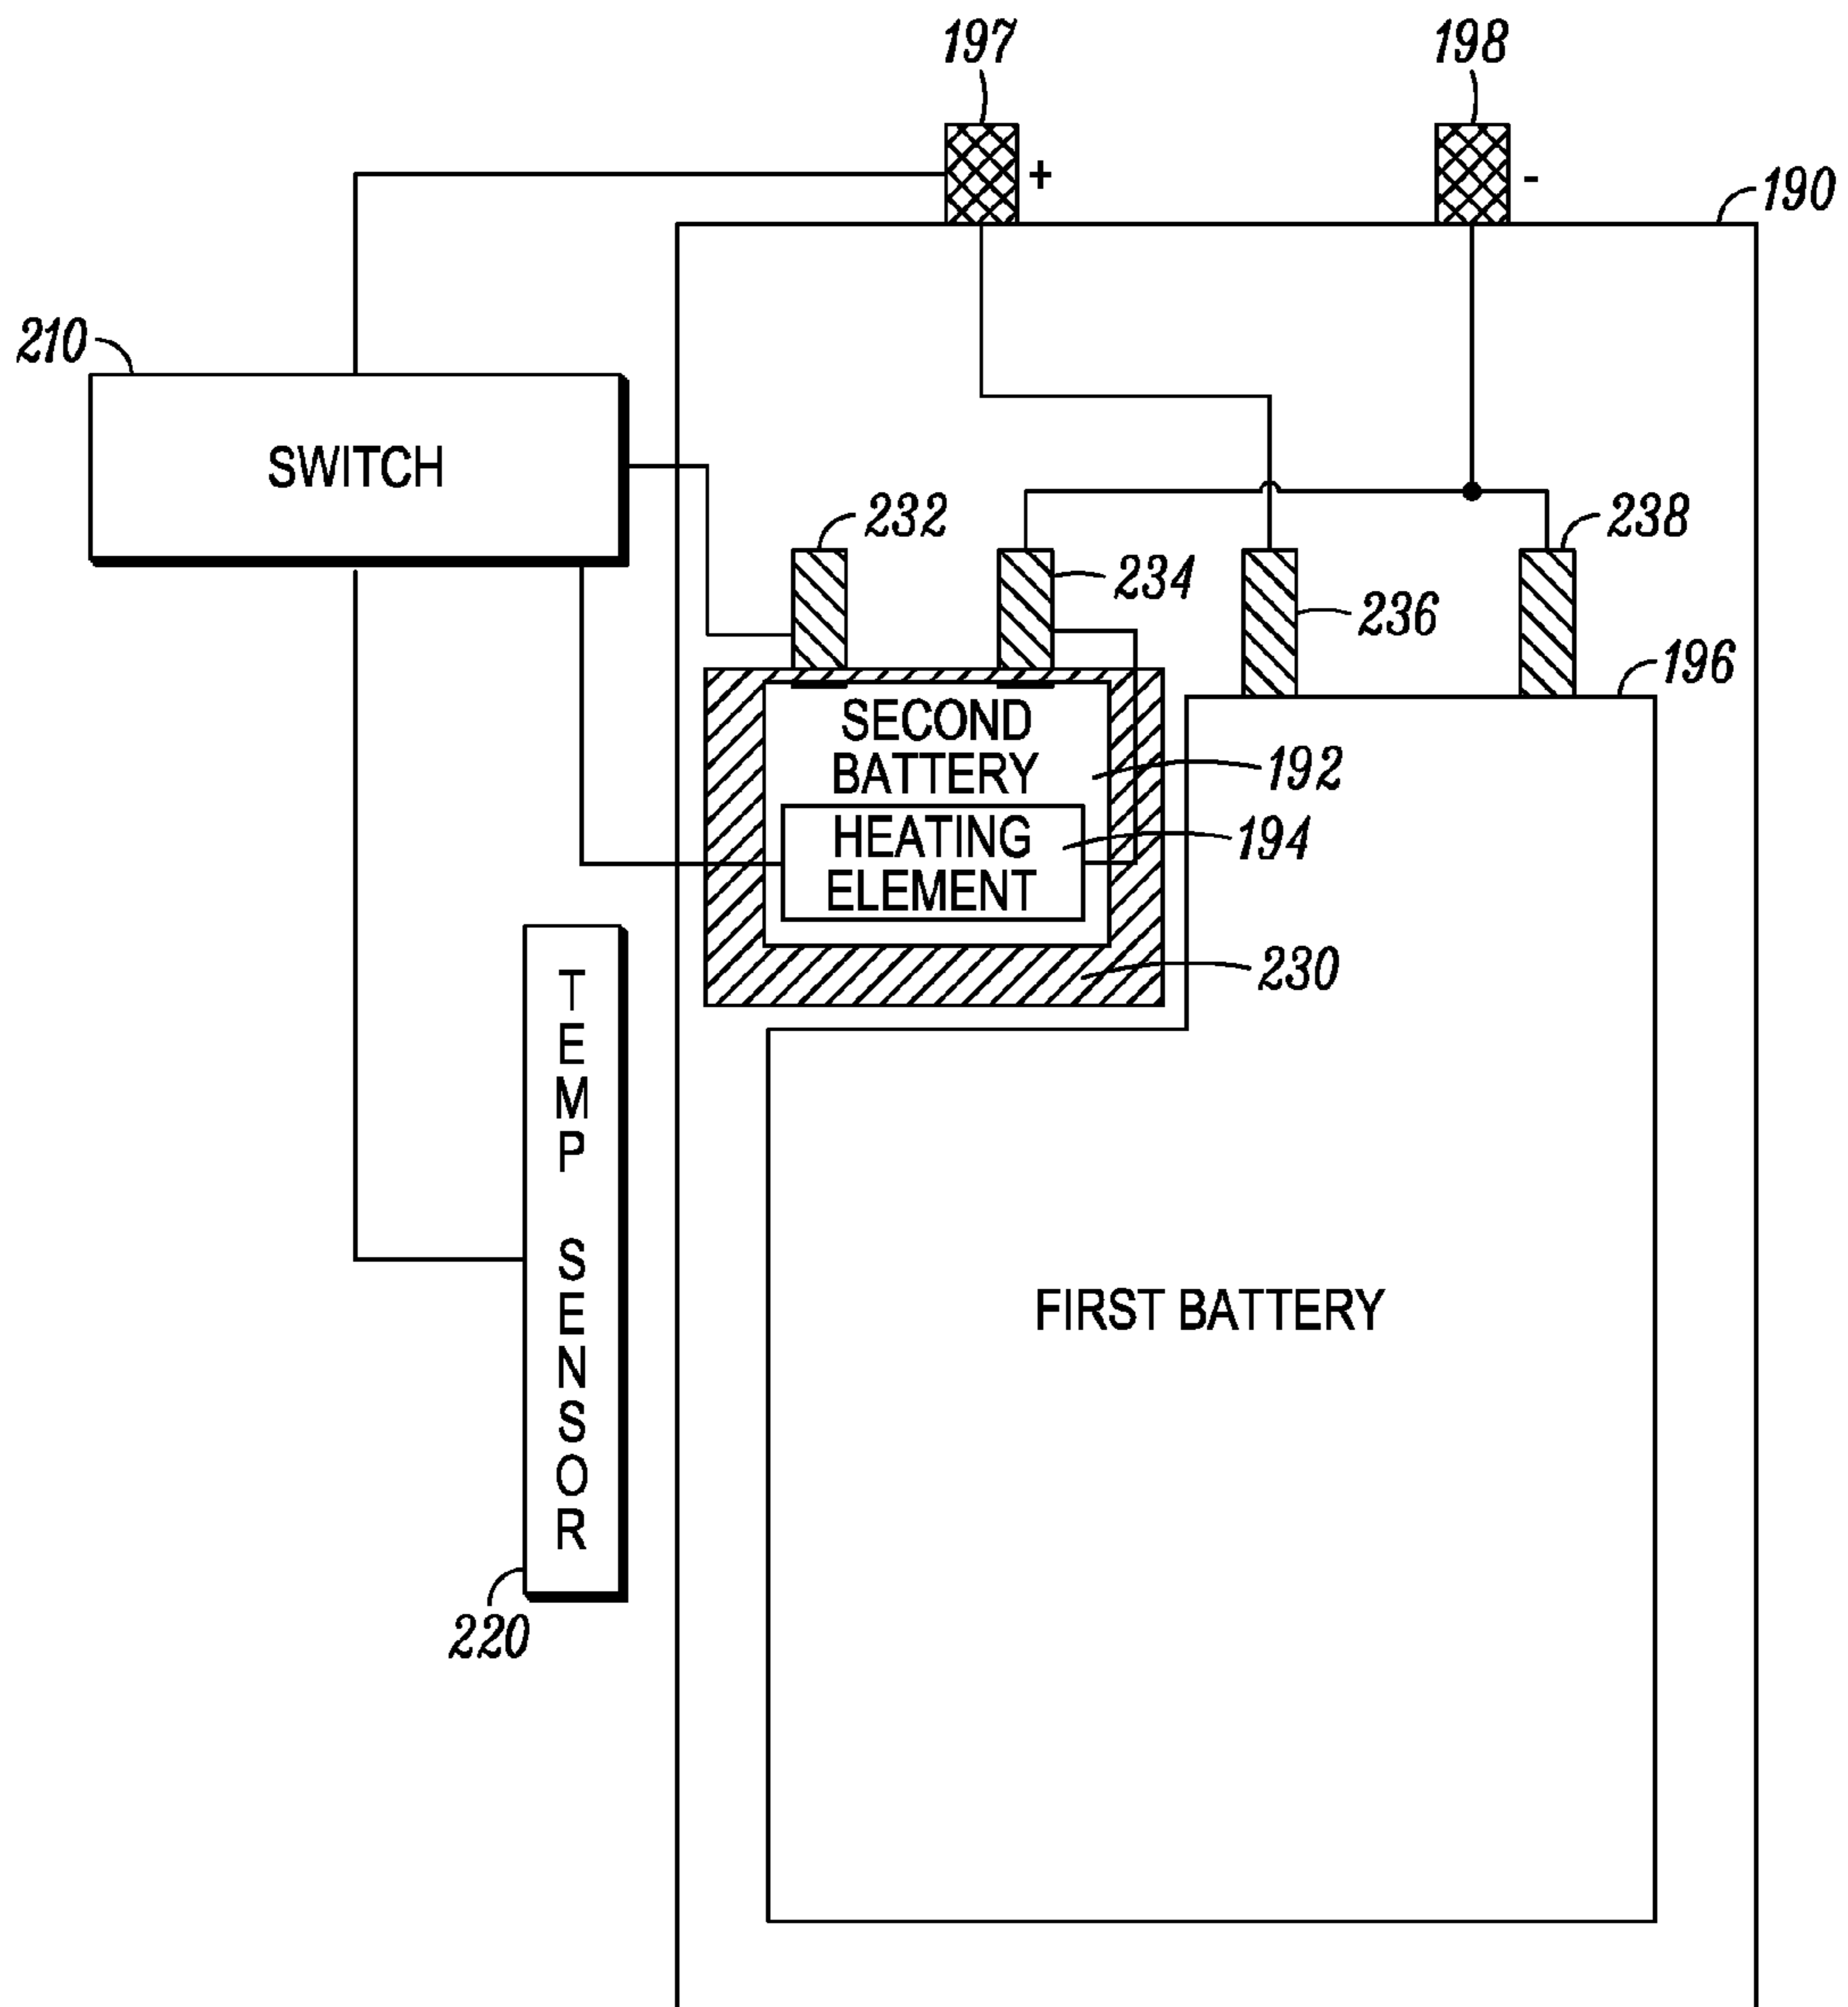 197
198
+
-
190
210
SWITCH
232
234
238
236
196
SECOND
BATTERY
192
HEATING
ELEMENT
194
230
TEMP SENSOR
FIRST BATTERY
220